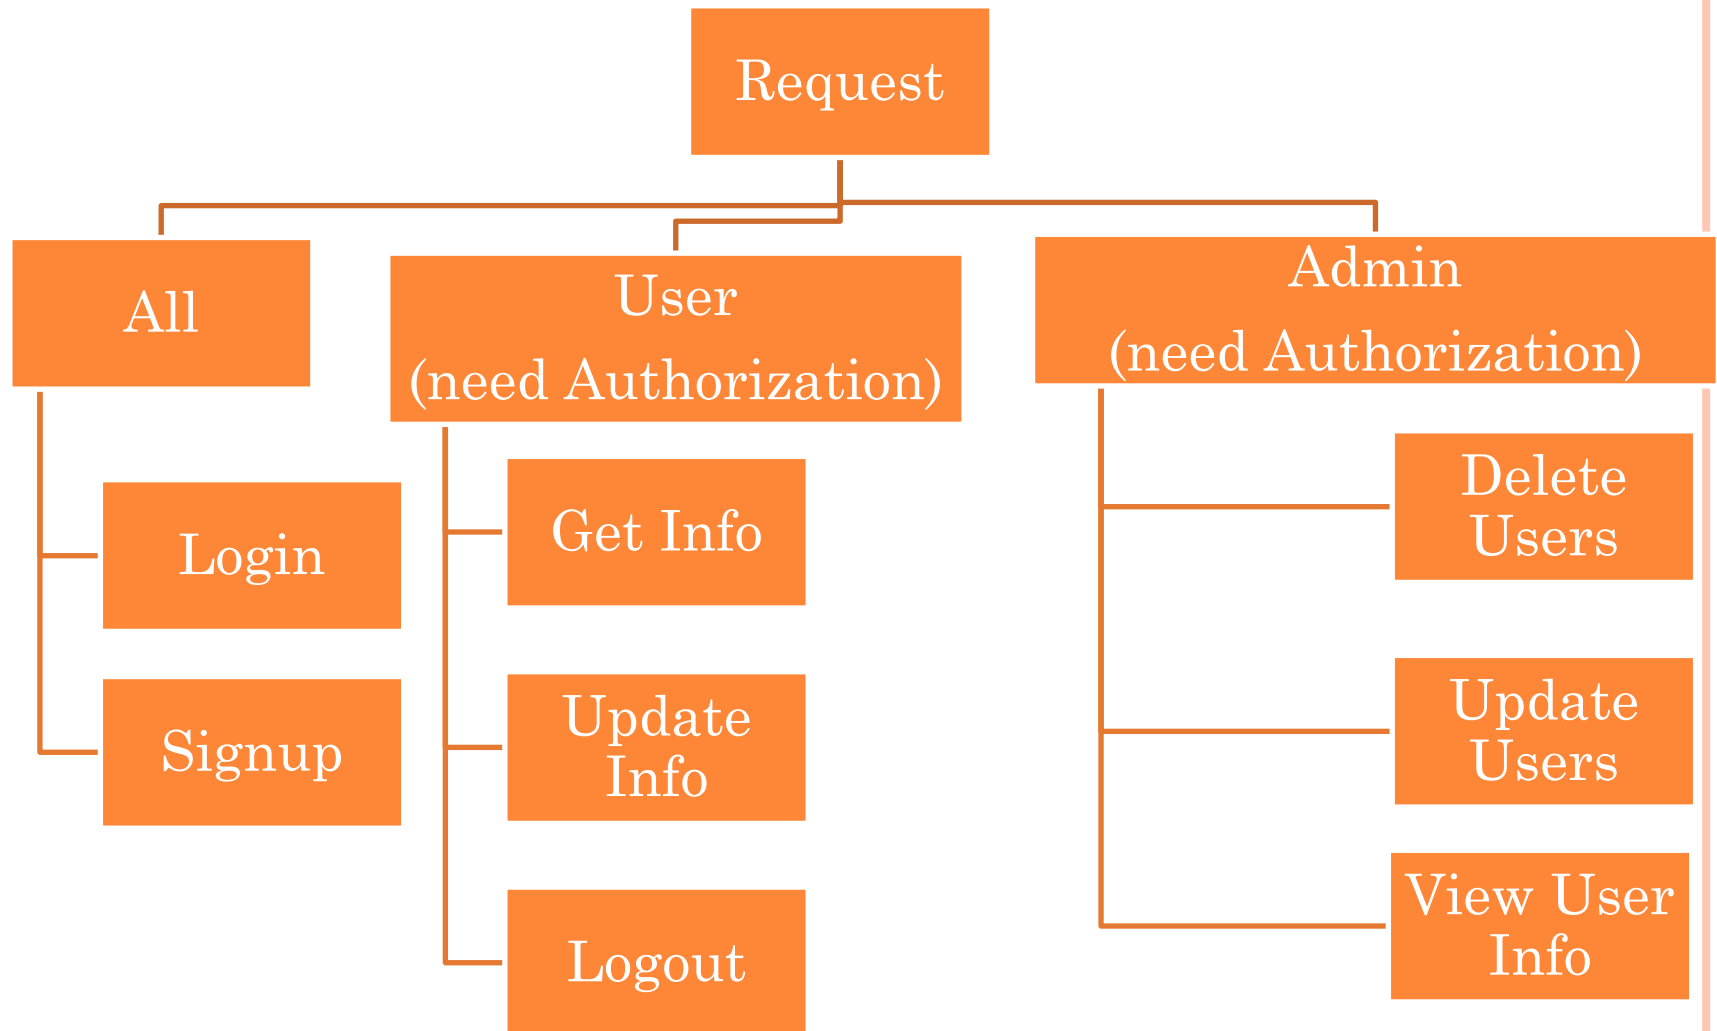 Request
All
User
(need Authorization)
Admin
(need Authorization)
Login
Signup
Get Info
Update
Info
Logout
Delete
Users
Update
Users
View User
Info